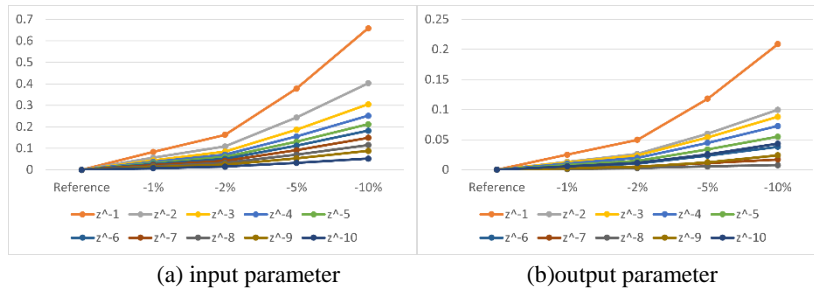 0.7
0.6
0.5
0.4
0.3
0.2
0.1
0
Reference -1% -2% -5% -10%
z^-1 z^-2 z^-3 z^-4 z^-5
z^-6 z^-7 z^-8 z^-9 z^-10
(a) input parameter
0.25
0.2
0.15
0.1
0.05
0
Reference -1% -2% -5% -10%
z^-1 z^-2 z^-3 z^-4 z^-5
z^-6 z^-7 z^-8 z^-9 z^-10
(b)output parameter